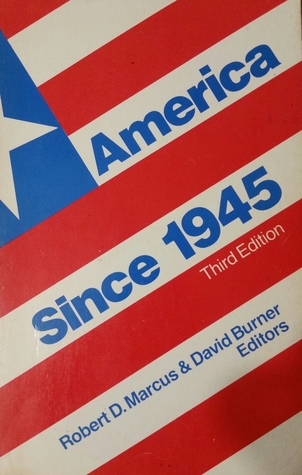 America
Since 1945
Third Edition
Robert D. Marcus & David Burner
Editors